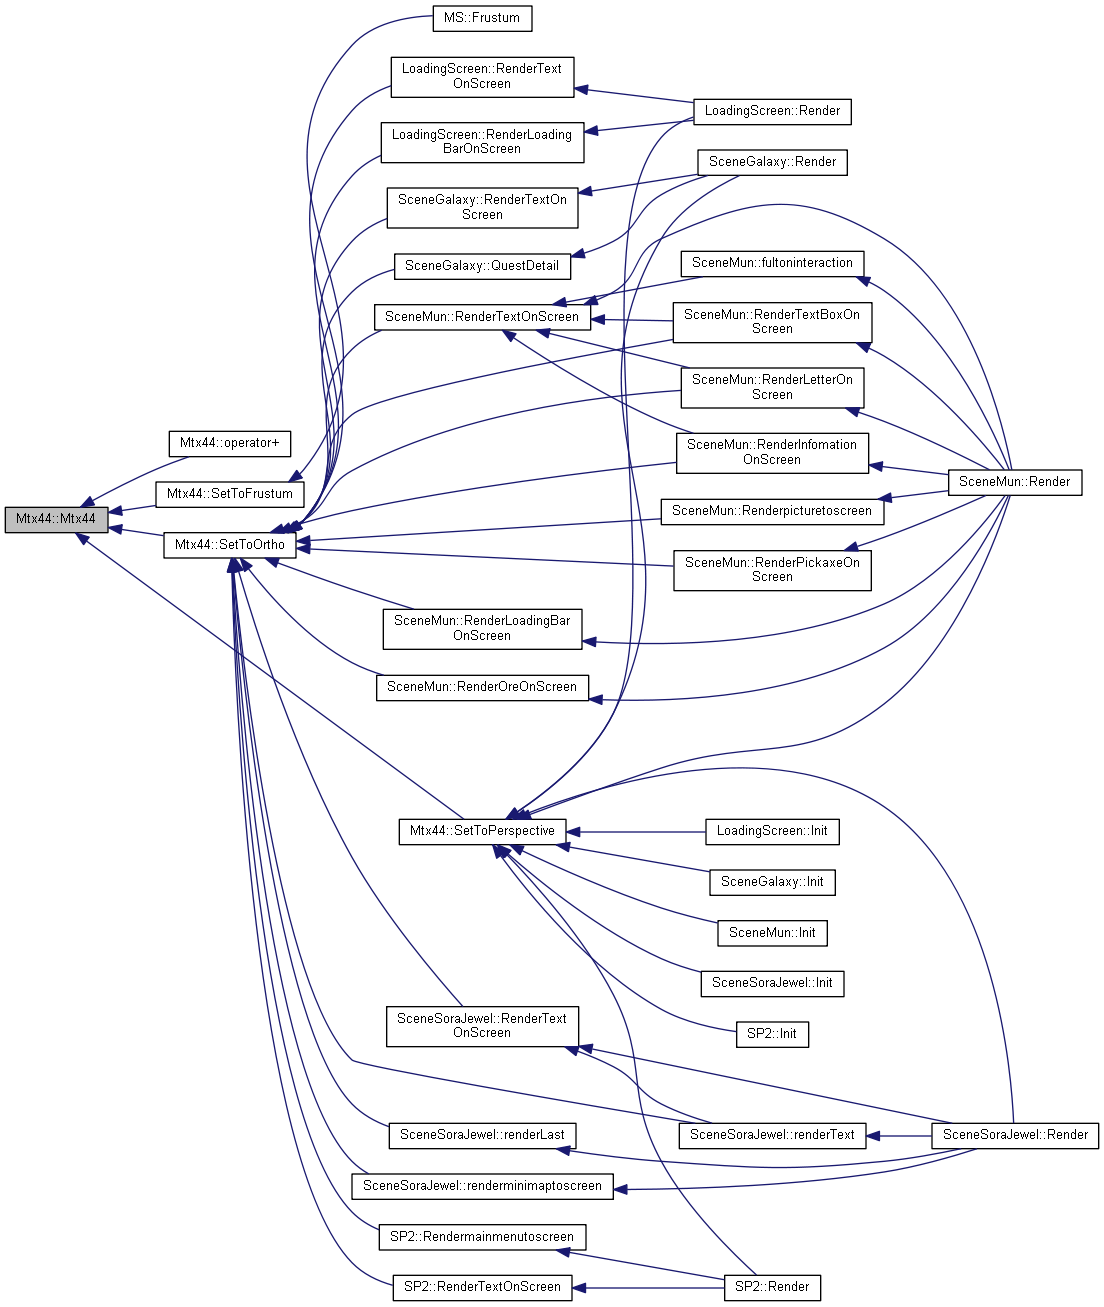 MS::Frustum
LoadingScreen::RenderText
OnScreen
LoadingScreen::Render
LoadingScreen::RenderLoading
BarOnScreen
SceneGalaxy::Render
SceneGalaxy::RenderTextOn
Screen
SceneGalaxy::QuestDetail
SceneMun::fultoninteraction
SceneMun::RenderTextOnScreen
SceneMun::RenderTextBoxOn
Screen
SceneMun::RenderLetterOn
Screen
Mtx44::operator+
SceneMun::RenderInfomation
OnScreen
SceneMun::Render
Mtx44::SetToFrustum
SceneMun::Renderpicturetoscreen
Mtx44::Mtx44
Mtx44::SetToOrtho
SceneMun::RenderPickaxeOn
Screen
SceneMun::RenderLoadingBar
OnScreen
SceneMun::RenderOreOnScreen
Mtx44::SetToPerspective
LoadingScreen::Init
SceneGalaxy::Init
SceneMun::Init
SceneSoraJewel::Init
SceneSoraJewel::RenderText
OnScreen
SP2::Init
SceneSoraJewel::renderLast
SceneSoraJewel::renderText
SceneSoraJewel::Render
SceneSoraJewel::renderminimaptoscreen
SP2::Rendermainmenutoscreen
SP2::RenderTextOnScreen
SP2::Render